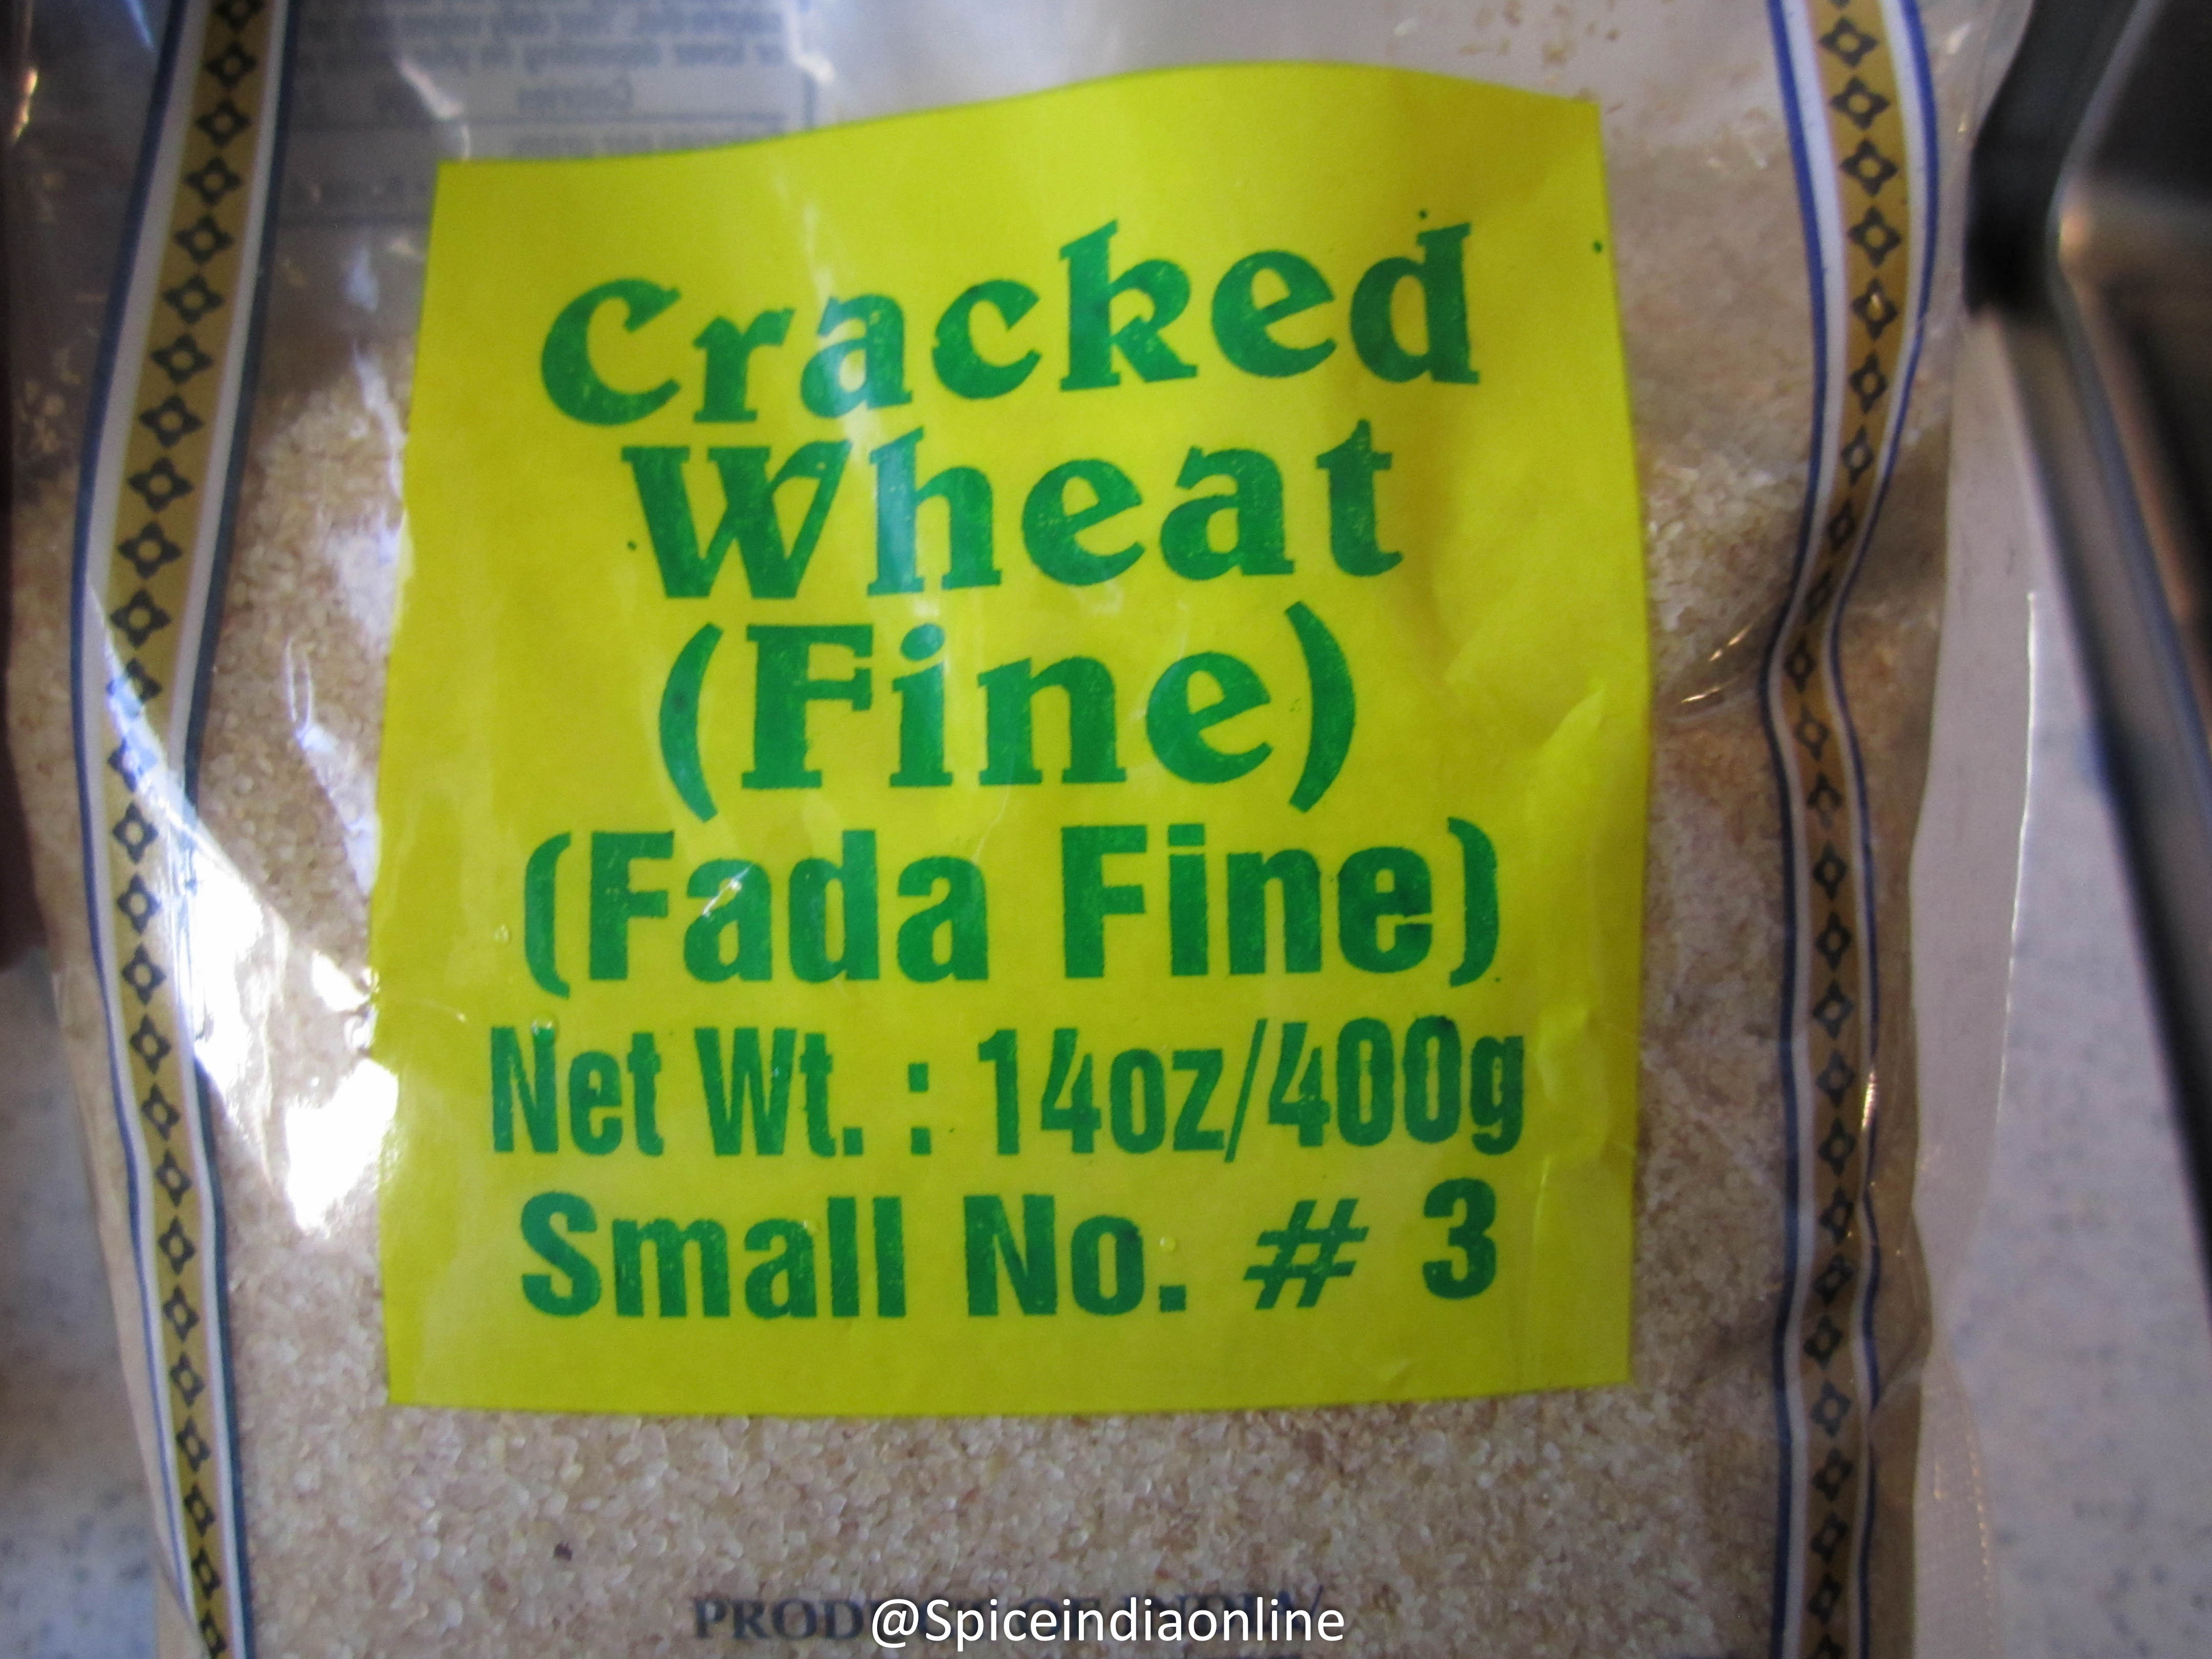 Cracked
Wheat
(Fine)
(Fada Fine)
Net Wt. : 14oz/400g
Small No. # 3
@Spiceindiaonline